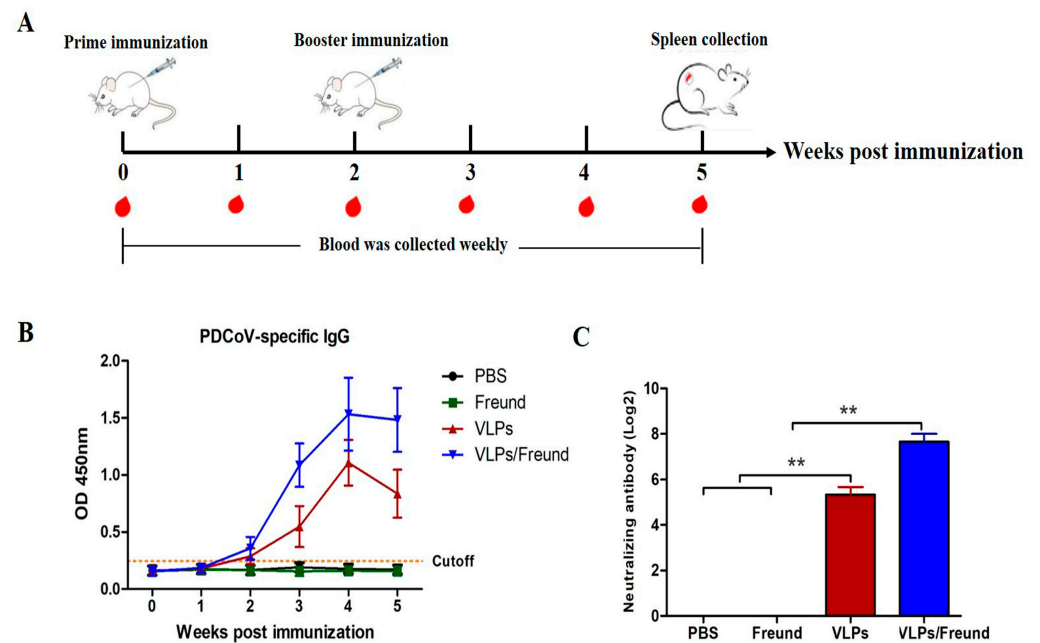 A
Prime immunization
Booster immunization
Spleen collection
0 1 2 3 4 5
Weeks post immunization
Blood was collected weekly
B
PDCoV-specific IgG
OD 450nm
2.0
1.5
1.0
0.5
0.0
0 1 2 3 4 5
Weeks post immunization
Cutoff
PBS
Freund
VLPs
VLPs/Freund
C
Neutralizing antibody (Log2)
10
8
6
4
2
0
**
**
PBS Freund VLPs VLPs/Freund